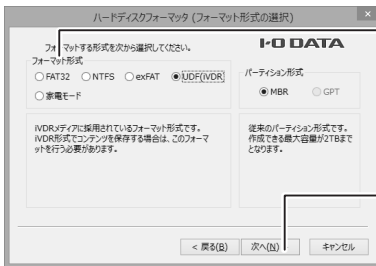 ハードディスクフォーマッタ (フォーマット形式の選択)
×
フォーマットする形式を次から選択してください。
I-O DATA
フォーマット形式
FAT32 NTFS exFAT UDF(iVDR)
家電モード
パーティション形式
MBR GPT
iVDRメディアに採用されているフォーマット形式です。
iVDR形式でコンテンツを保存する場合は、このフォーマ
ットを行う必要があります。
従来のパーティション形式です。
作成できる最大容量が2TBまで
となります。
< 戻る(B) 次へ(N) キャンセル